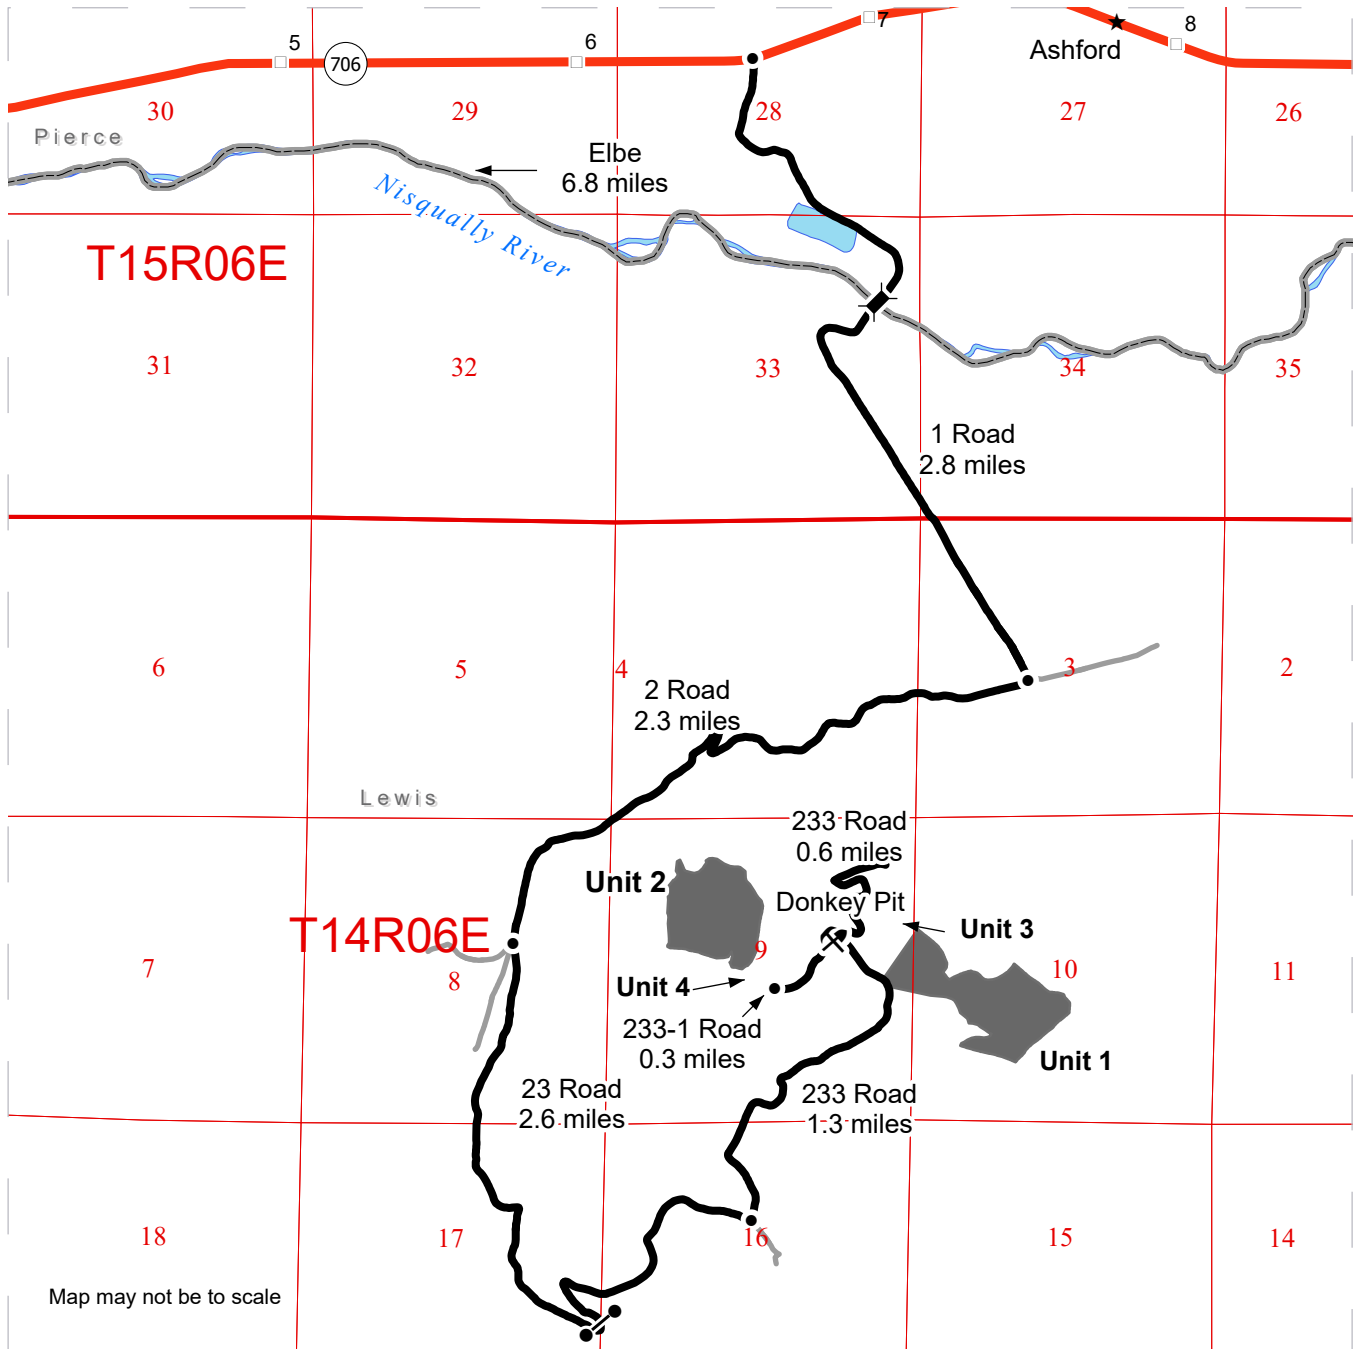 7
8
5
6
706
Ashford
30
29
28
27
26
Pierce
Elbe
6.8 miles
Nisqually River
T15R06E
31
32
33
34
35
1 Road
2.8 miles
6
5
4
3
2
2 Road
2.3 miles
Lewis
233 Road
0.6 miles
Unit 2
Donkey Pit
Unit 3
T14R06E
7
8
9
10
11
Unit 4
233-1 Road
0.3 miles
Unit 1
23 Road
2.6 miles
233 Road
1.3 miles
18
17
16
15
14
Map may not be to scale